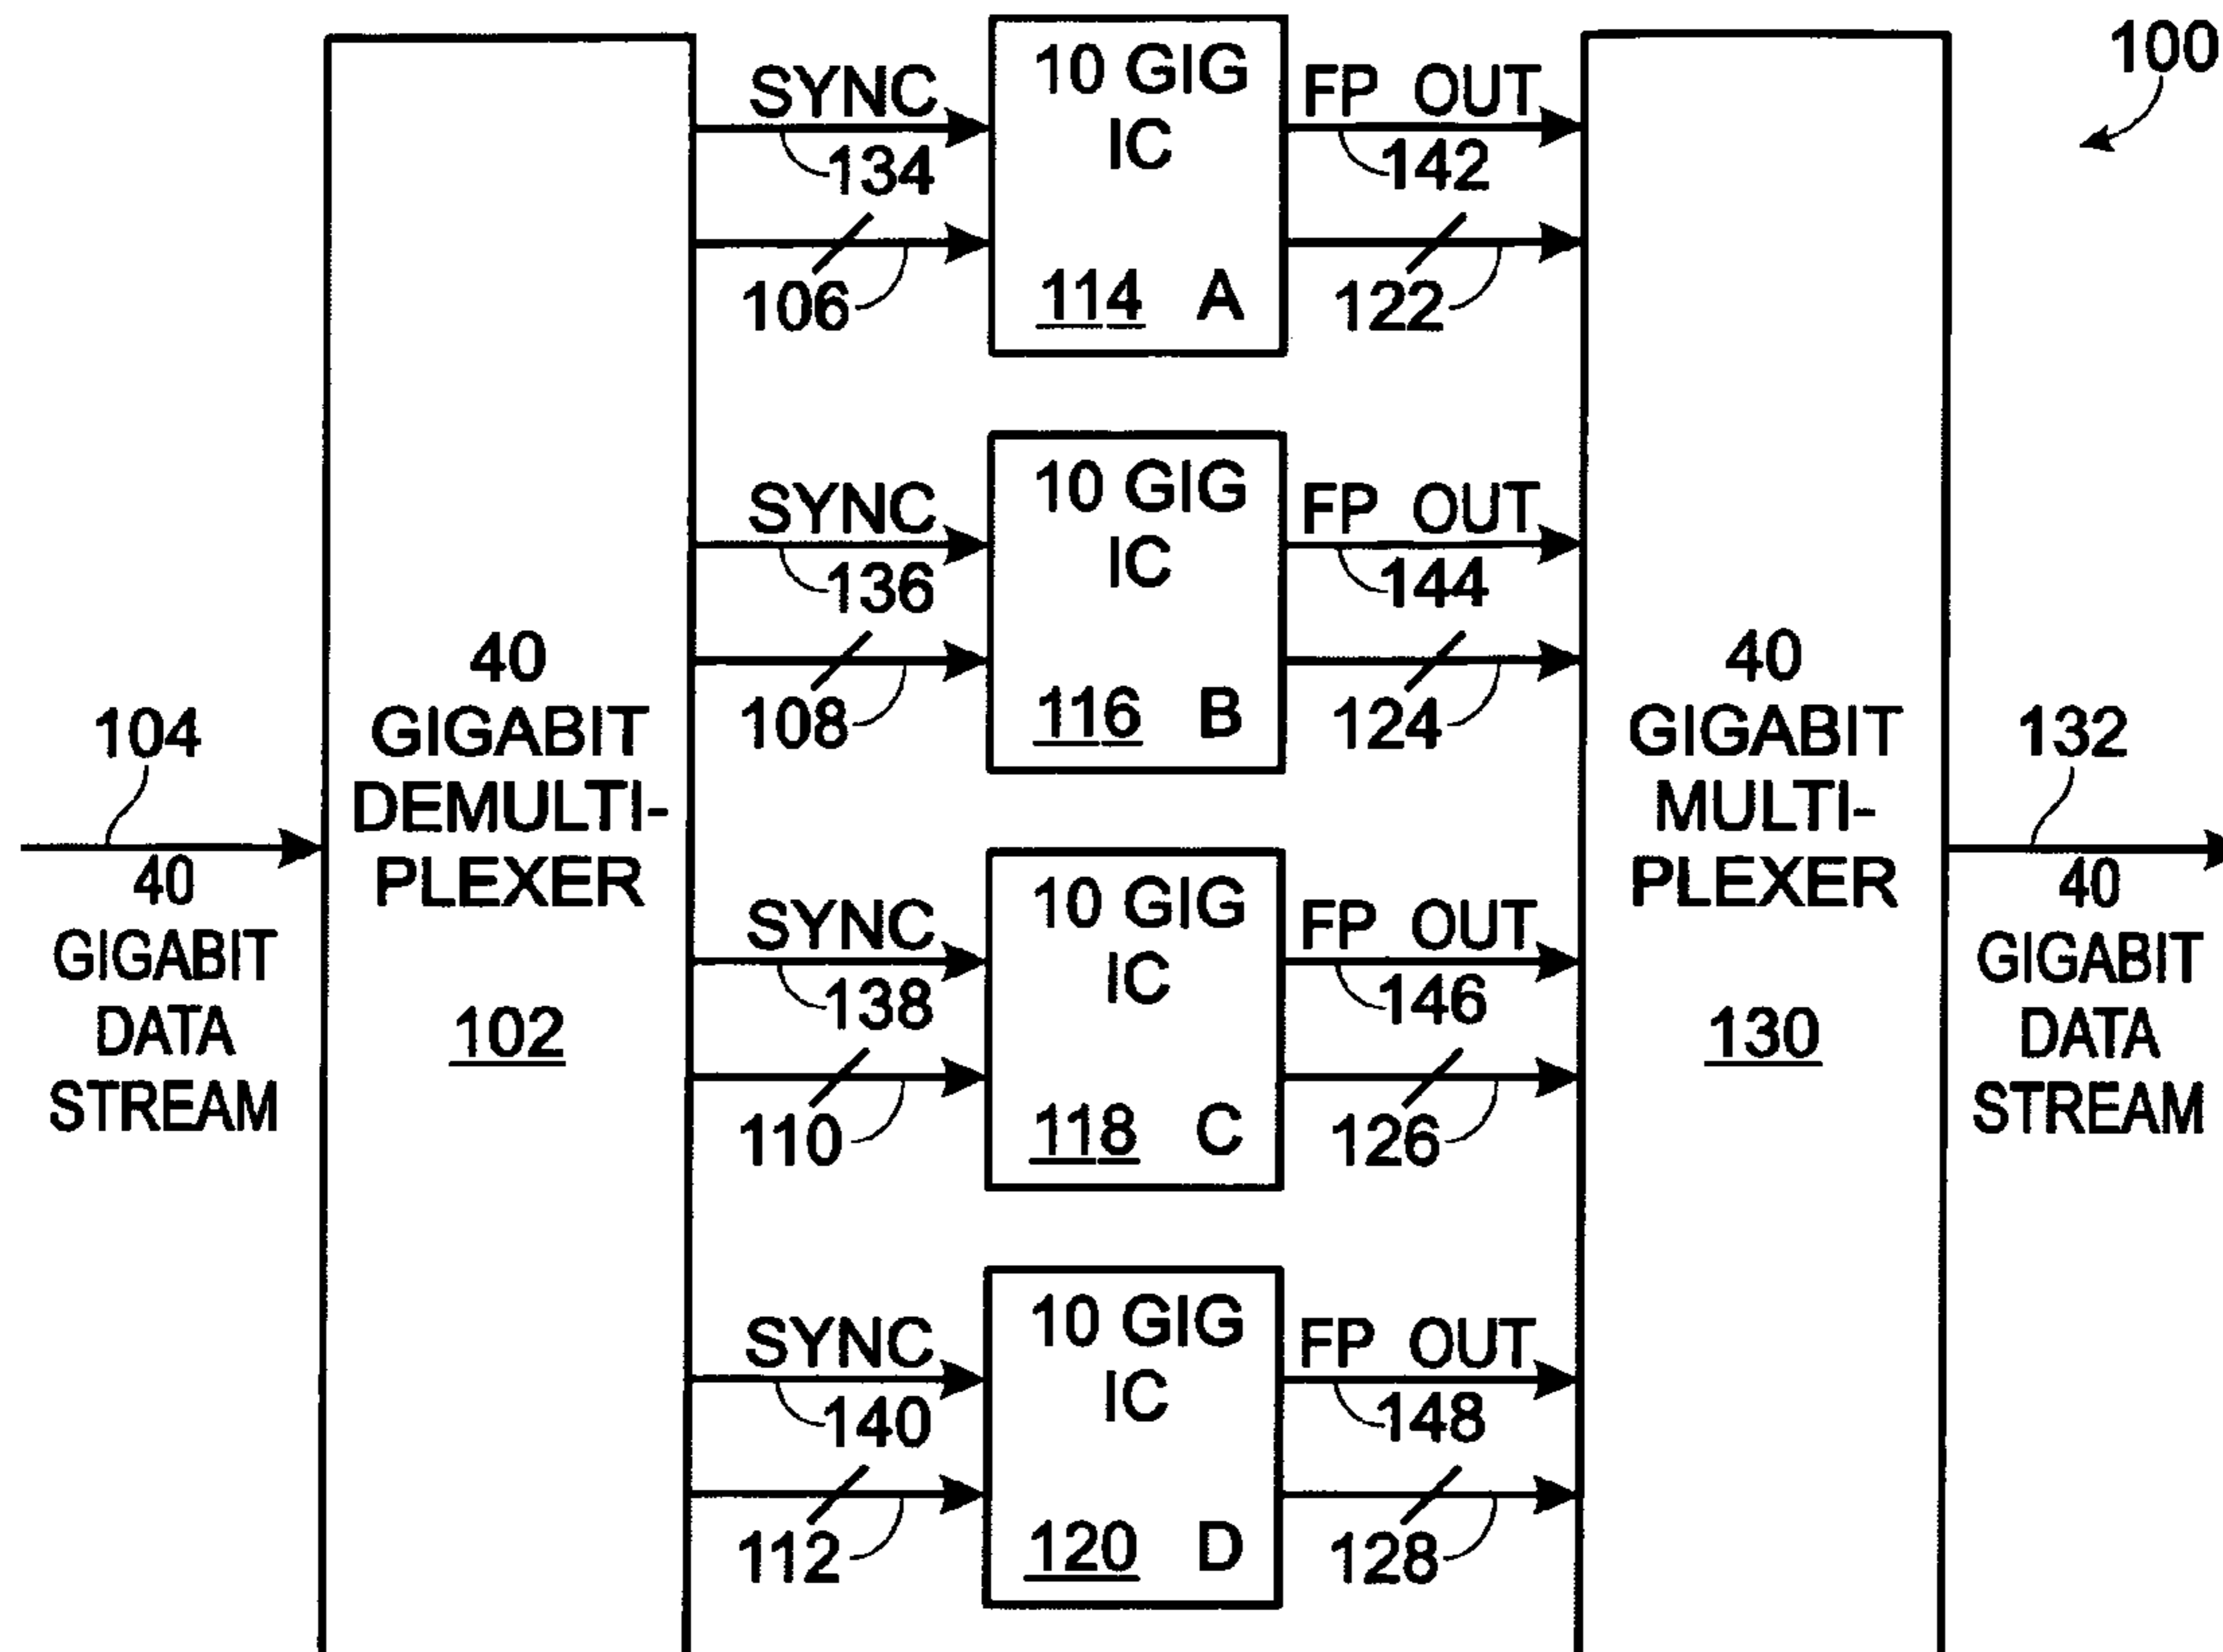 100
SYNC
134
106
10 GIG
IC
114 A
FP OUT
142
122
SYNC
136
108
10 GIG
IC
116 B
FP OUT
144
124
104
40
GIGABIT
DATA
STREAM
40
GIGABIT
DEMULTI-
PLEXER
102
SYNC
138
110
10 GIG
IC
118 C
FP OUT
146
126
40
GIGABIT
MULTI-
PLEXER
130
132
40
GIGABIT
DATA
STREAM
SYNC
140
112
10 GIG
IC
120 D
FP OUT
148
128